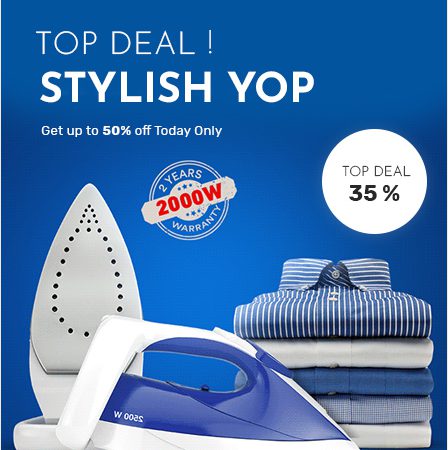 TOP DEAL !
STYLISH YOP
Get up to 50% off Today Only
2 YEARS
2000W
WARRANTY
TOP DEAL
35 %
2500 W